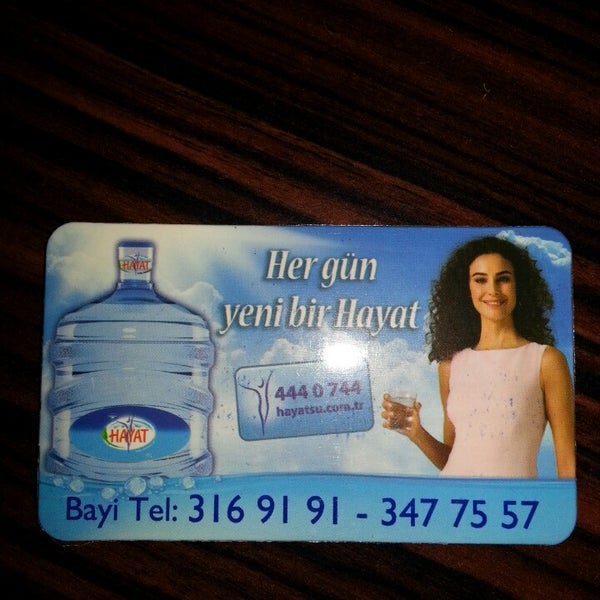 HAYAT
Her gün
yeni bir Hayat
444 0 744
hayatsu.com.tr
HAYAT
Bayi Tel: 316 91 91 - 347 75 57